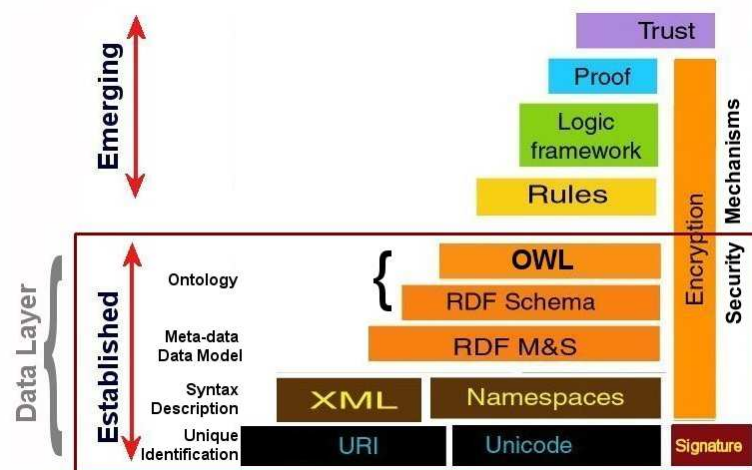 Trust
Emerging
Proof
Logic
framework
Rules
Encryption
Security Mechanisms
Data Layer
Established
Ontology
{
OWL
RDF Schema
Meta-data
Data Model
RDF M&S
Syntax
Description
XML
Namespaces
Unique
Identification
URI
Unicode
Signature